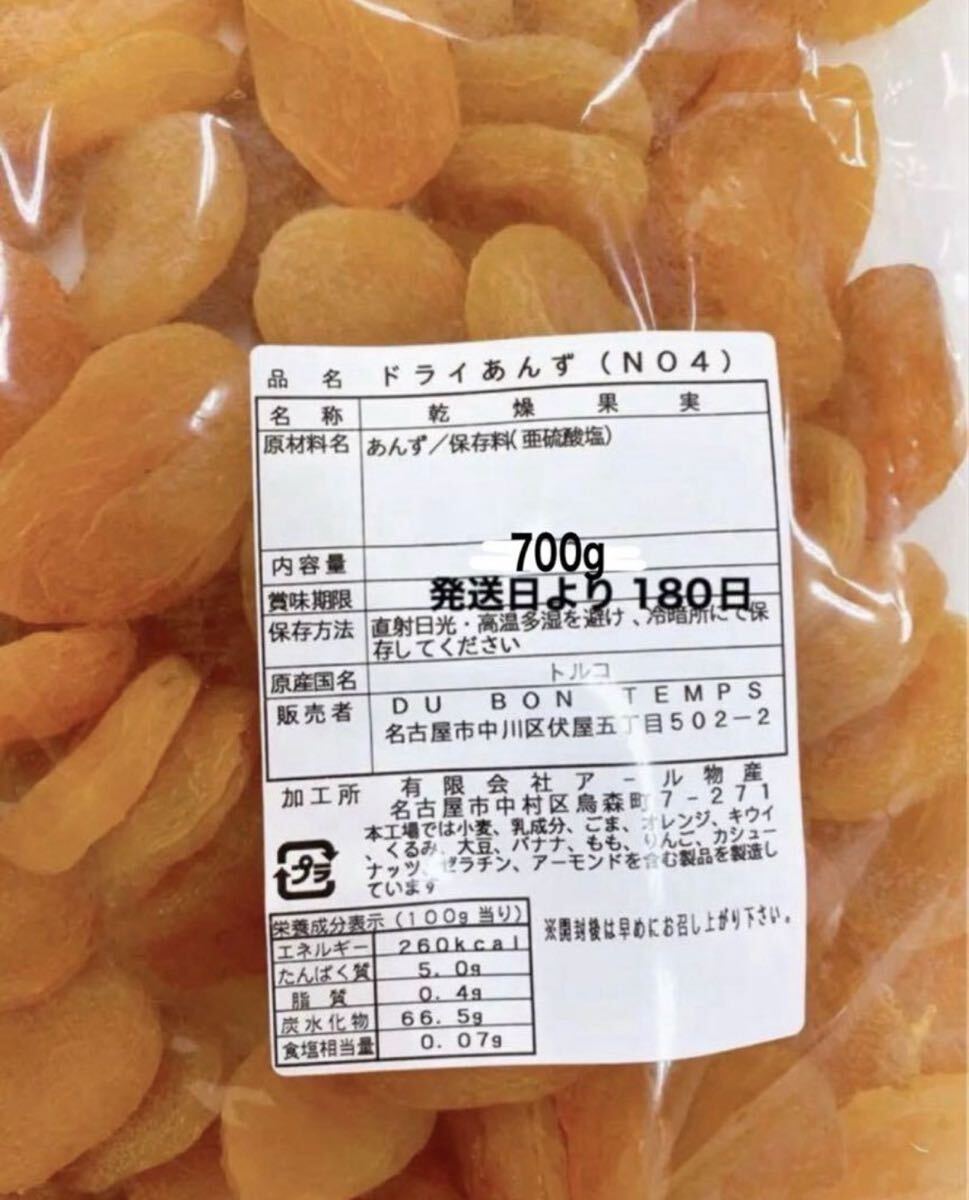 品名 ドライあんず（NO4）
名称 乾燥果実
原材料名 あんず／保存料(亜硫酸塩)
内容量 700g
賞味期限 発送日より 180日
保存方法 直射日光・高温多湿を避け、冷暗所にて保
存してください
原産国名 トルコ
販売者 DU BON TEMPS
名古屋市中川区伏屋五丁目502－2
加工所 有限会社アール物産
名古屋市中村区烏森町7-271
本工場では小麦、乳成分、ごま、オレンジ、キウイ
、くるみ、大豆、バナナ、もも、りんご、カシュー
ナッツ、ゼラチン、アーモンドを含む製品を製造し
ています
プラ
栄養成分表示（100g当り）
※開封後は早めにお召し上がり下さい。
エネルギー 260kcal
たんぱく質 5.0g
脂質 0.4g
炭水化物 66.5g
食塩相当量 0.07g